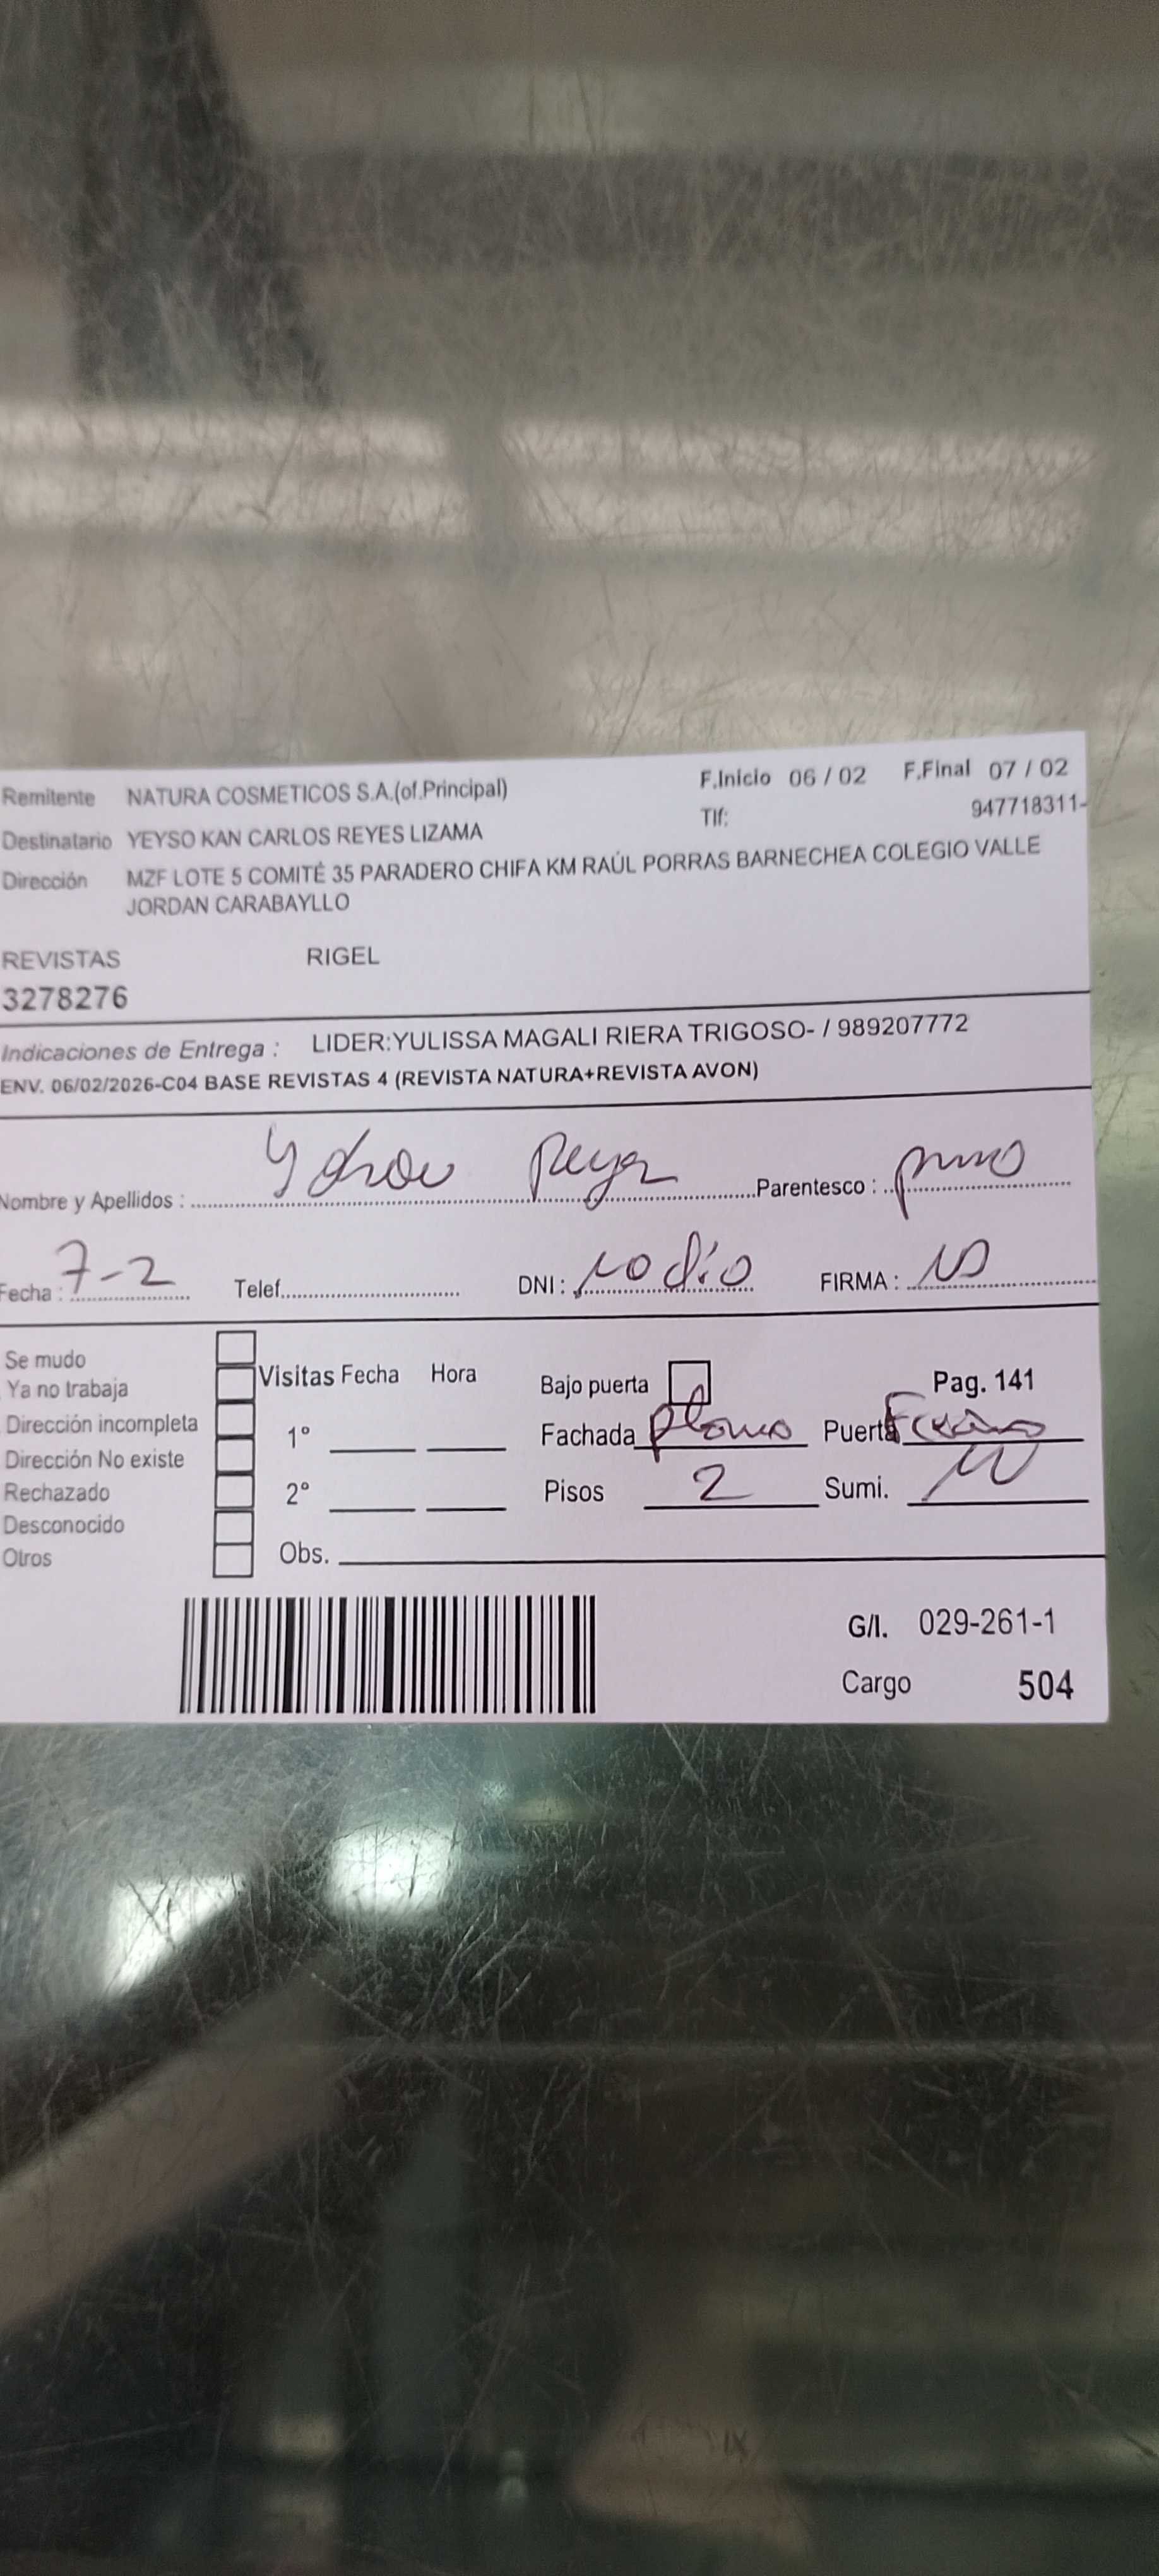 Remitente NATURA COSMETICOS S.A.(of.Principal) F.Inicio 06 / 02 F.Final 07 / 02
Destinatario YEYSO KAN CARLOS REYES LIZAMA Tlf: 947718311-
Dirección MZF LOTE 5 COMITÉ 35 PARADERO CHIFA KM RAÚL PORRAS BARNECHEA COLEGIO VALLE
JORDAN CARABAYLLO
REVISTAS RIGEL
3278276
Indicaciones de Entrega : LIDER:YULISSA MAGALI RIERA TRIGOSO- / 989207772
ENV. 06/02/2026-C04 BASE REVISTAS 4 (REVISTA NATURA+REVISTA AVON)
Nombre y Apellidos : Parentesco : primo
Fecha : 7-2 Telef. DNI : no dio FIRMA :
Se mudo
Ya no trabaja Visitas Fecha Hora Bajo puerta Pag. 141
Dirección incompleta 1° Fachada plomo Puerta
Dirección No existe
Rechazado 2° Pisos 2 Sumi.
Desconocido
Otros Obs.
G/I. 029-261-1
Cargo 504